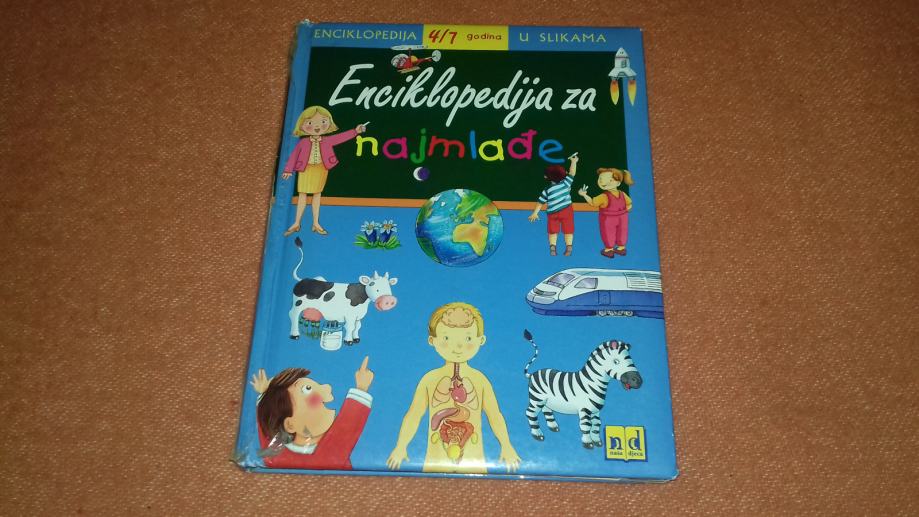 ENCIKLOPEDIJA 4/7 godina U SLIKAMA
Enciklopedija za
najmlađe
nd
naša djeca